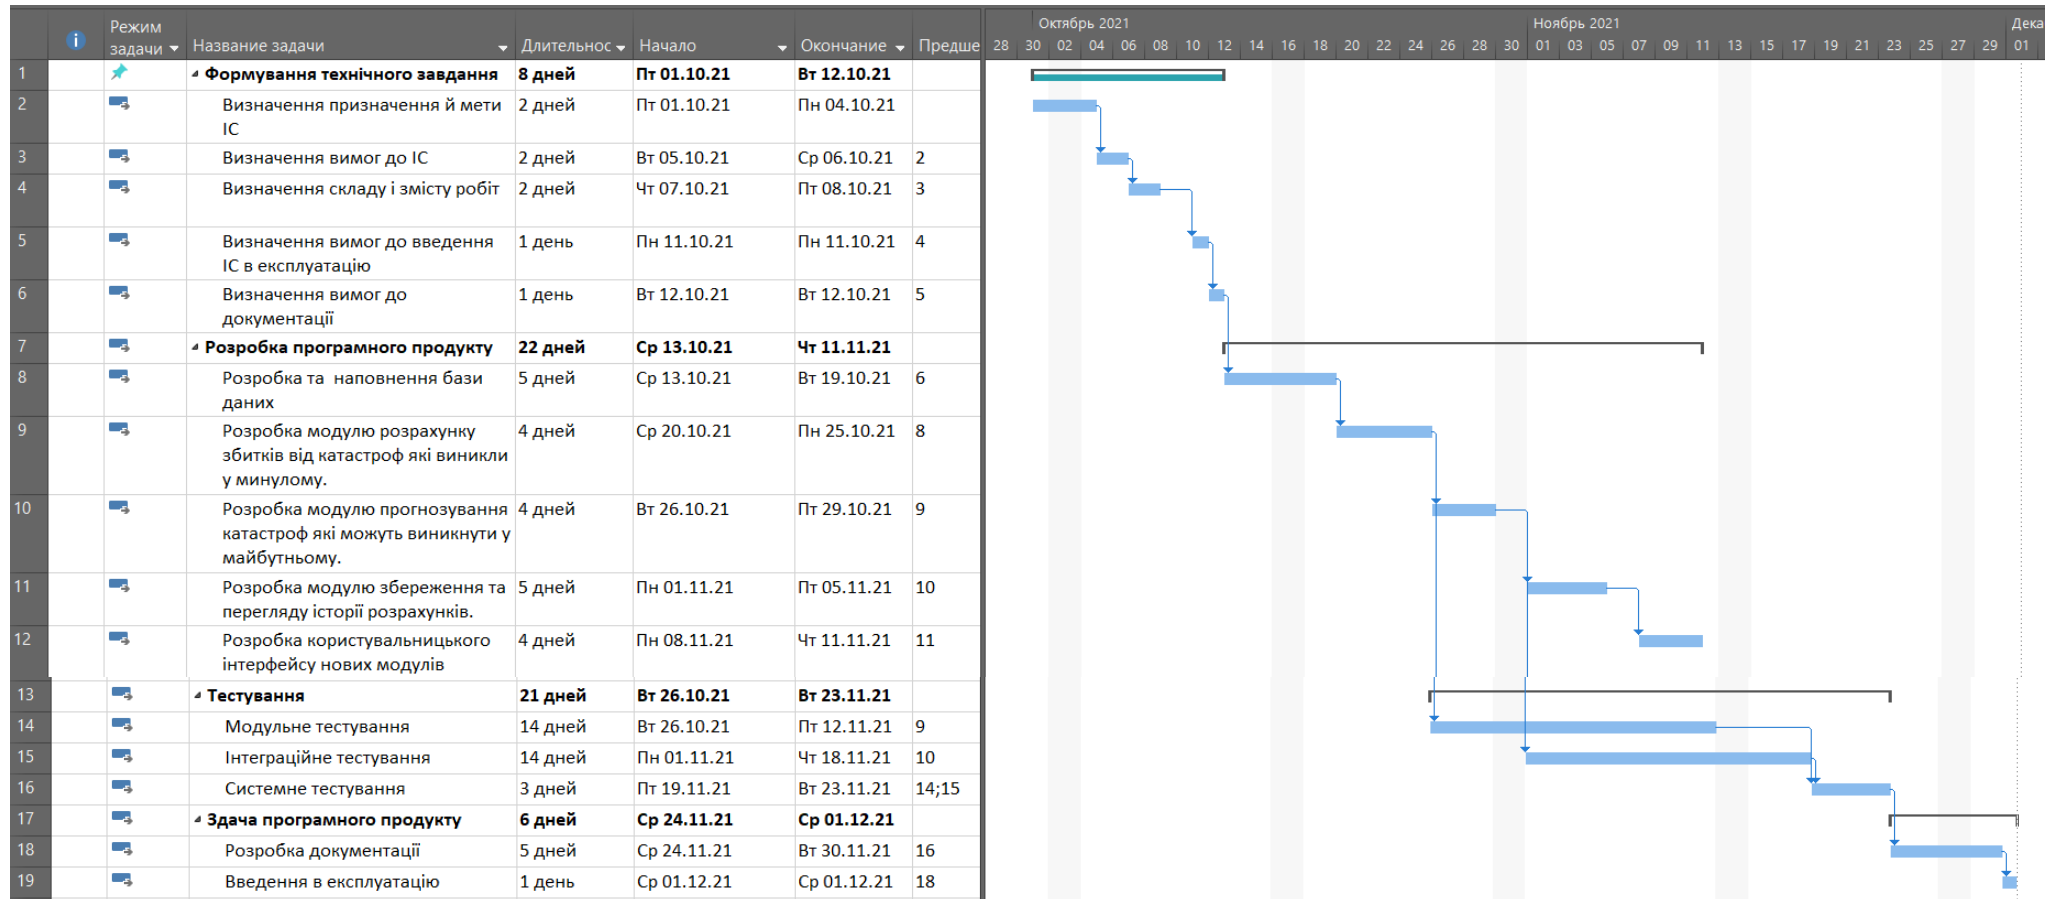 Режим
задачи Название задачи Длительнос Начало Окончание Предше
Октябрь 2021 Ноябрь 2021 Дека
28 30 02 04 06 08 10 12 14 16 18 20 22 24 26 28 30 01 03 05 07 09 11 13 15 17 19 21 23 25 27 29 01
1 Формування технічного завдання 8 дней Пт 01.10.21 Вт 12.10.21
2 Визначення призначення й мети 2 дней Пт 01.10.21 Пн 04.10.21
ІС
3 Визначення вимог до ІС 2 дней Вт 05.10.21 Ср 06.10.21 2
4 Визначення складу і змісту робіт 2 дней Чт 07.10.21 Пт 08.10.21 3
5 Визначення вимог до введення 1 день Пн 11.10.21 Пн 11.10.21 4
ІС в експлуатацію
6 Визначення вимог до 1 день Вт 12.10.21 Вт 12.10.21 5
документації
7 Розробка програмного продукту 22 дней Ср 13.10.21 Чт 11.11.21
8 Розробка та наповнення бази 5 дней Ср 13.10.21 Вт 19.10.21 6
даних
9 Розробка модулю розрахунку 4 дней Ср 20.10.21 Пн 25.10.21 8
збитків від катастроф які виникли
у минулому.
10 Розробка модулю прогнозування 4 дней Вт 26.10.21 Пт 29.10.21 9
катастроф які можуть виникнути у
майбутньому.
11 Розробка модулю збереження та 5 дней Пн 01.11.21 Пт 05.11.21 10
перегляду історії розрахунків.
12 Розробка користувальницького 4 дней Пн 08.11.21 Чт 11.11.21 11
інтерфейсу нових модулів
13 Тестування 21 дней Вт 26.10.21 Вт 23.11.21
14 Модульне тестування 14 дней Вт 26.10.21 Пт 12.11.21 9
15 Інтеграційне тестування 14 дней Пн 01.11.21 Чт 18.11.21 10
16 Системне тестування 3 дней Пт 19.11.21 Вт 23.11.21 14;15
17 Здача програмного продукту 6 дней Ср 24.11.21 Ср 01.12.21
18 Розробка документації 5 дней Ср 24.11.21 Вт 30.11.21 16
19 Введення в експлуатацію 1 день Ср 01.12.21 Ср 01.12.21 18